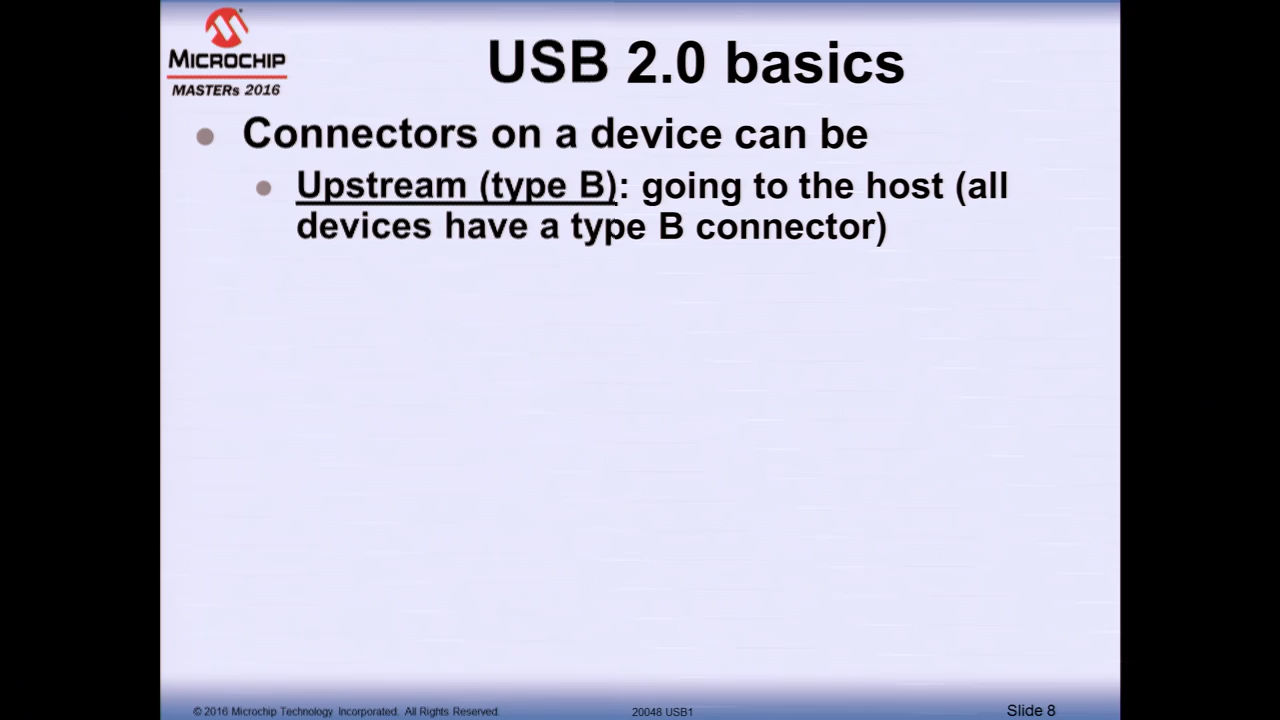 MICROCHIP
MASTERs 2016
USB 2.0 basics
Connectors on a device can be
Upstream (type B): going to the host (all
devices have a type B connector)
© 2016 Microchip Technology Incorporated. All Rights Reserved.
20048 USB1
Slide 8